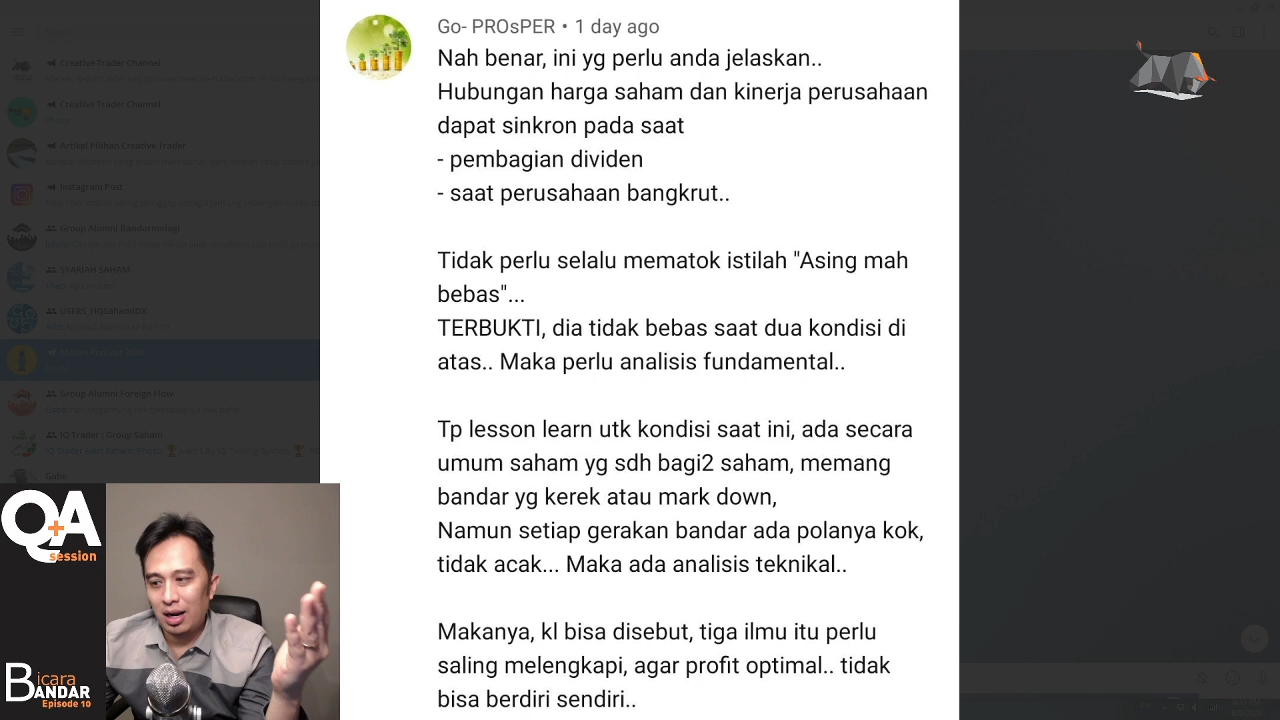 Go- PROsPER • 1 day ago
Nah benar, ini yg perlu anda jelaskan..
Hubungan harga saham dan kinerja perusahaan
dapat sinkron pada saat
- pembagian dividen
- saat perusahaan bangkrut..
Tidak perlu selalu mematok istilah "Asing mah
bebas"...
TERBUKTI, dia tidak bebas saat dua kondisi di
atas.. Maka perlu analisis fundamental..
Tp lesson learn utk kondisi saat ini, ada secara
umum saham yg sdh bagi2 saham, memang
bandar yg kerek atau mark down,
Namun setiap gerakan bandar ada polanya kok,
tidak acak... Maka ada analisis teknikal..
Makanya, kl bisa disebut, tiga ilmu itu perlu
saling melengkapi, agar profit optimal.. tidak
bisa berdiri sendiri..
Creative Trader Channel
Creative Trader Channel
Artikel Pilihan Creative Trader
Instagram Post
Group Alumni Bandarmologi
SYARIAH SAHAM
USERS_HQSahamIDX
Group Alumni Foreign Flow
IQ Trader : Group Saham
Gabe
Q+A
session
Bicara
BANDAR
Episode 10